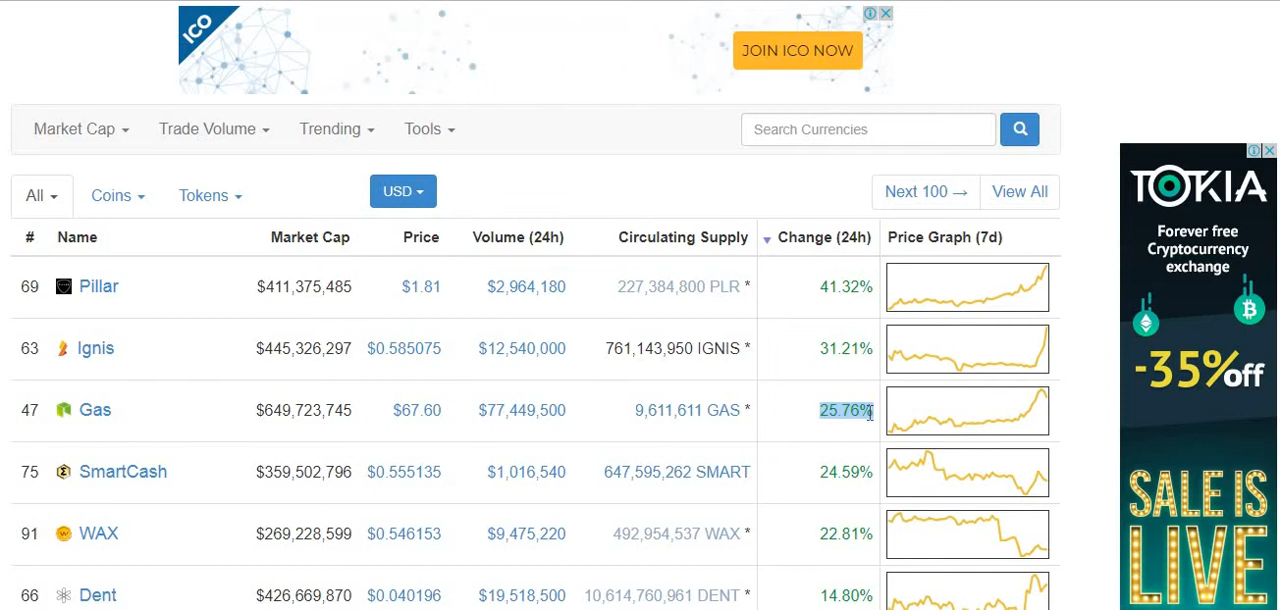 ICO
JOIN ICO NOW
Market Cap Trade Volume Trending Tools Search Currencies
All Coins Tokens USD Next 100 → View All
# Name Market Cap Price Volume (24h) Circulating Supply Change (24h) Price Graph (7d)
69 Pillar $411,375,485 $1.81 $2,964,180 227,384,800 PLR * 41.32%
63 Ignis $445,326,297 $0.585075 $12,540,000 761,143,950 IGNIS * 31.21%
47 Gas $649,723,745 $67.60 $77,449,500 9,611,611 GAS * 25.76%
75 SmartCash $359,502,796 $0.555135 $1,016,540 647,595,262 SMART 24.59%
91 WAX $269,228,599 $0.546153 $9,475,220 492,954,537 WAX * 22.81%
66 Dent $426,669,870 $0.040196 $19,518,500 10,614,760,961 DENT * 14.80%
TOKIA
Forever free
Cryptocurrency
exchange
-35%off
SALE IS
LIVE